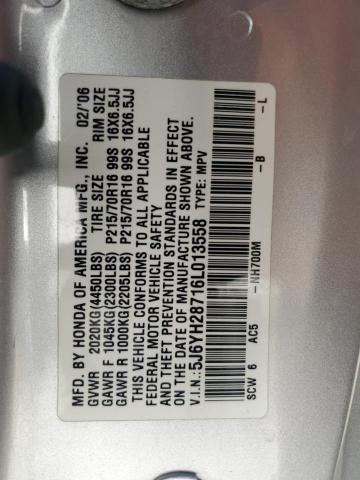 MFD. BY HONDA OF AMERICA MFG., INC. 02/'06
GVWR 2020KG(4450LBS) TIRE SIZE RIM SIZE
GAWR F 1045KG(2300LBS) P215/70R16 99S 16X6.5JJ
GAWR R 1000KG(2205LBS) P215/70R16 99S 16X6.5JJ
THIS VEHICLE CONFORMS TO ALL APPLICABLE
FEDERAL MOTOR VEHICLE SAFETY
AND THEFT PREVENTION STANDARDS IN EFFECT
ON THE DATE OF MANUFACTURE SHOWN ABOVE.
V.I.N.:5J6YH28716L013558 TYPE: MPV
SCW 6 AC5 -NH700M -B -L